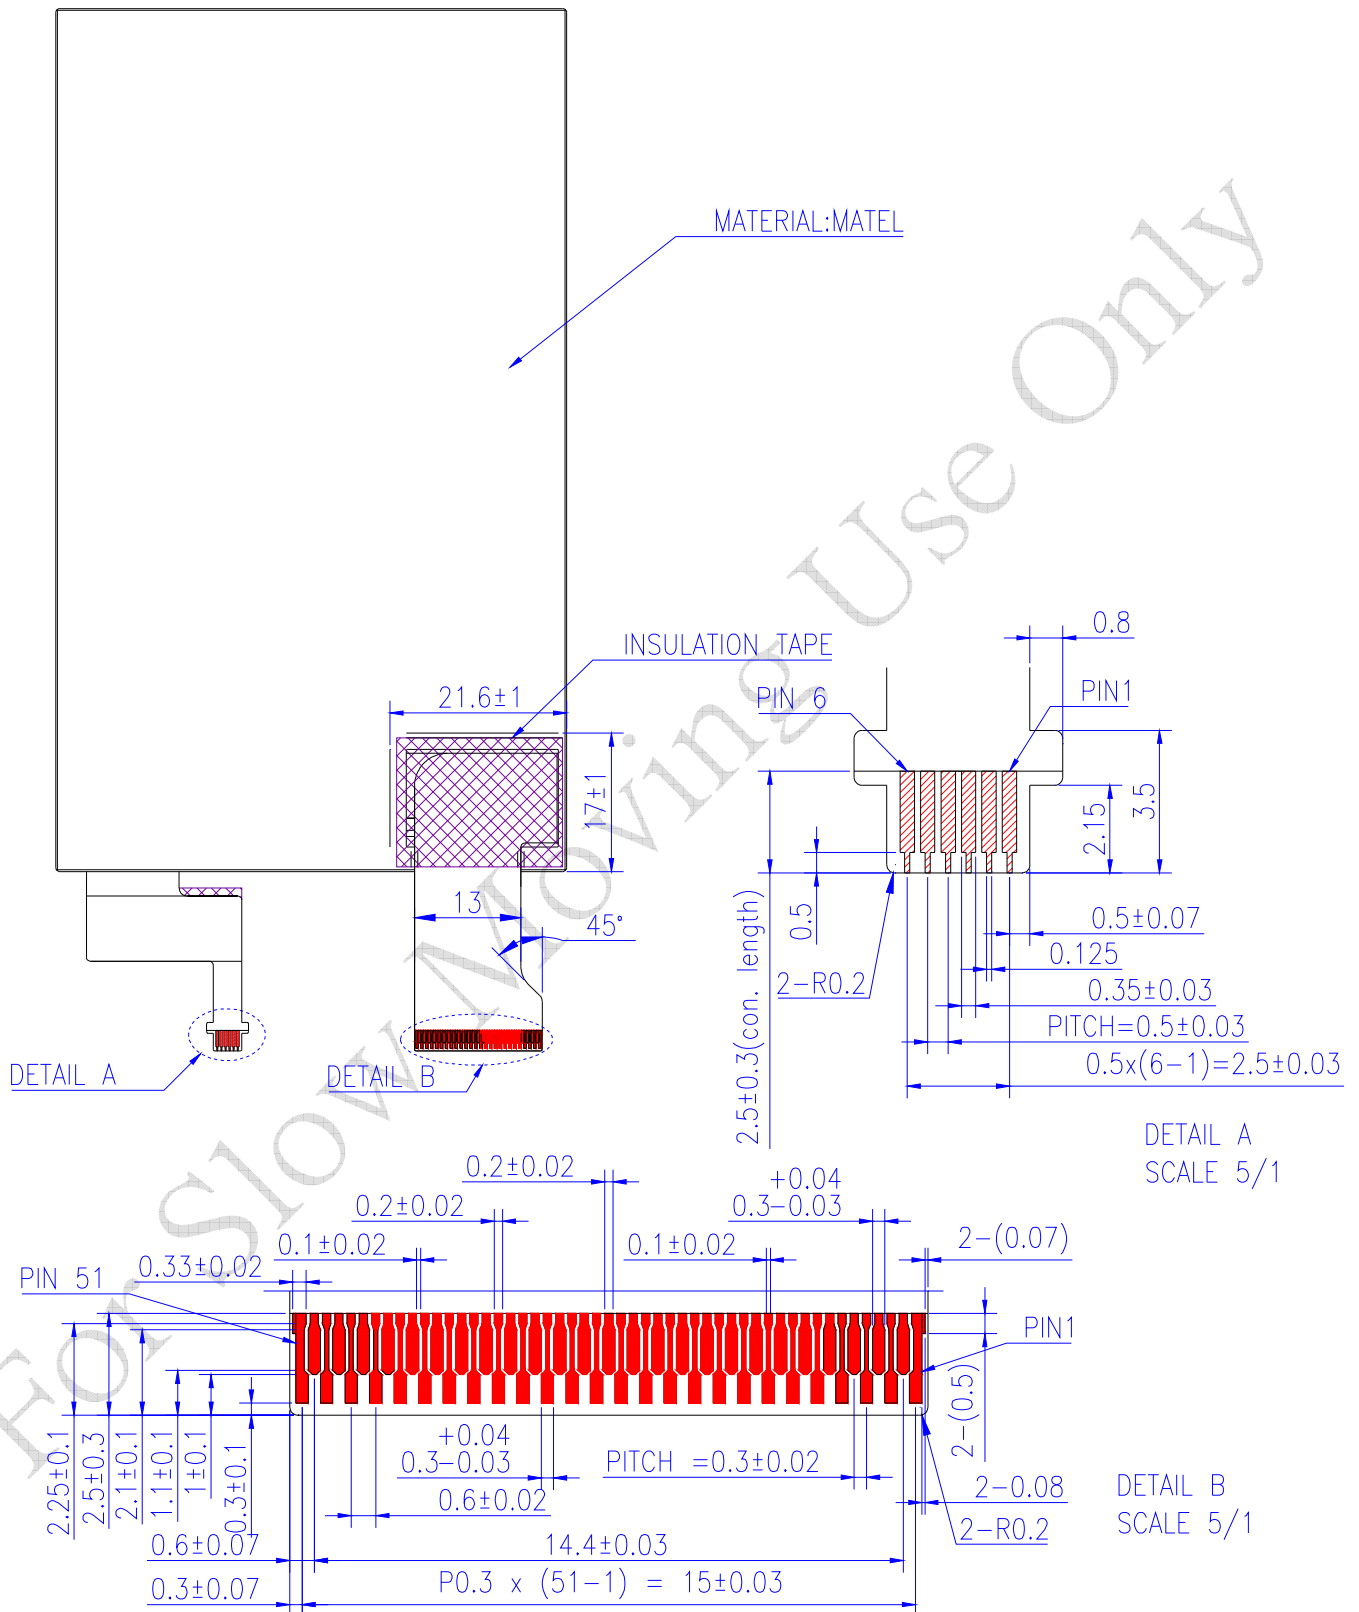 MATERIAL:MATEL
INSULATION TAPE
21.6±1
17±1
13
45°
DETAIL A
DETAIL B
0.8
PIN 6
PIN1
3.5
2.15
0.5
2.5±0.3(con. length)
2-R0.2
0.5±0.07
0.125
0.35±0.03
PITCH=0.5±0.03
0.5x(6-1)=2.5±0.03
DETAIL A
SCALE 5/1
0.2±0.02
+0.04
0.3-0.03
0.2±0.02
0.1±0.02
0.1±0.02
2-(0.07)
0.33±0.02
PIN 51
PIN1
2-(0.5)
2.25±0.1
2.5±0.3
2.1±0.1
1.1±0.1
1±0.1
0.3±0.1
+0.04
0.3-0.03
PITCH =0.3±0.02
0.6±0.02
2-0.08
2-R0.2
DETAIL B
SCALE 5/1
0.6±0.07
14.4±0.03
0.3±0.07
P0.3 x (51-1) = 15±0.03
For Slow Moving Use Only